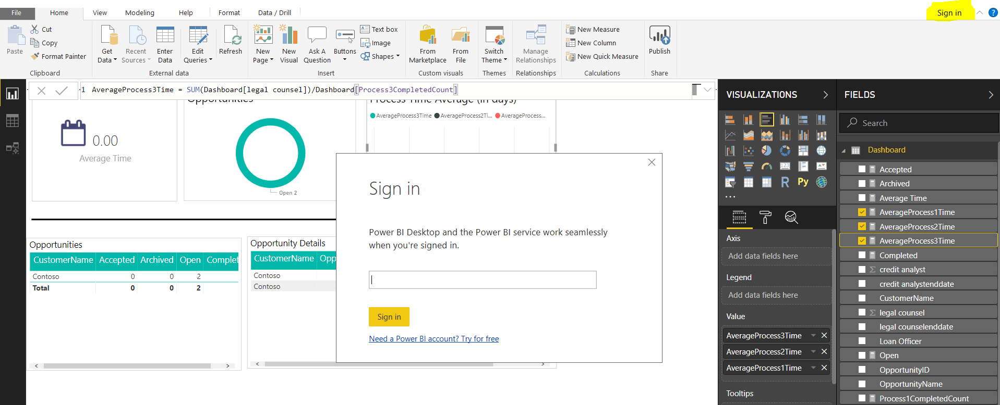 File Home View Modeling Help Format Data / Drill Sign in ?
Cut
Copy
Format Painter
Paste
Clipboard
Get Data
Recent Sources
Enter Data
Edit Queries
Refresh
External data
New Page
New Visual
Ask A Question
Buttons
Text box
Image
Shapes
Insert
From Marketplace
From File
Custom visuals
Switch Theme
Themes
Manage Relationships
Relationships
New Measure
New Column
New Quick Measure
Calculations
Publish
Share
1 AverageProcess3Time = SUM(Dashboard[legal counsel])/Dashboard[Process3CompletedCount]
0.00
Average Time
Opportunities
Open 2
Process Time Average (in days)
AverageProcess3Time AverageProcess2Ti... AverageProcess...
Opportunities
CustomerName Accepted Archived Open Complet
Contoso 0 0 2
Total 0 0 2
Opportunity Details
CustomerName Opp
Contoso
Contoso
Sign in
Power BI Desktop and the Power BI service work seamlessly
when you're signed in.
Sign in
Need a Power BI account? Try for free
VISUALIZATIONS
123
R Py
Axis
Add data fields here
Legend
Add data fields here
Value
AverageProcess3Time
AverageProcess2Time
AverageProcess1Time
Tooltips
FIELDS
Search
Dashboard
Accepted
Archived
Average Time
AverageProcess1Time
AverageProcess2Time
AverageProcess3Time
Completed
credit analyst
credit analystenddate
CustomerName
legal counsel
legal counselenddate
Loan Officer
Open
OpportunityID
OpportunityName
Process1CompletedCount